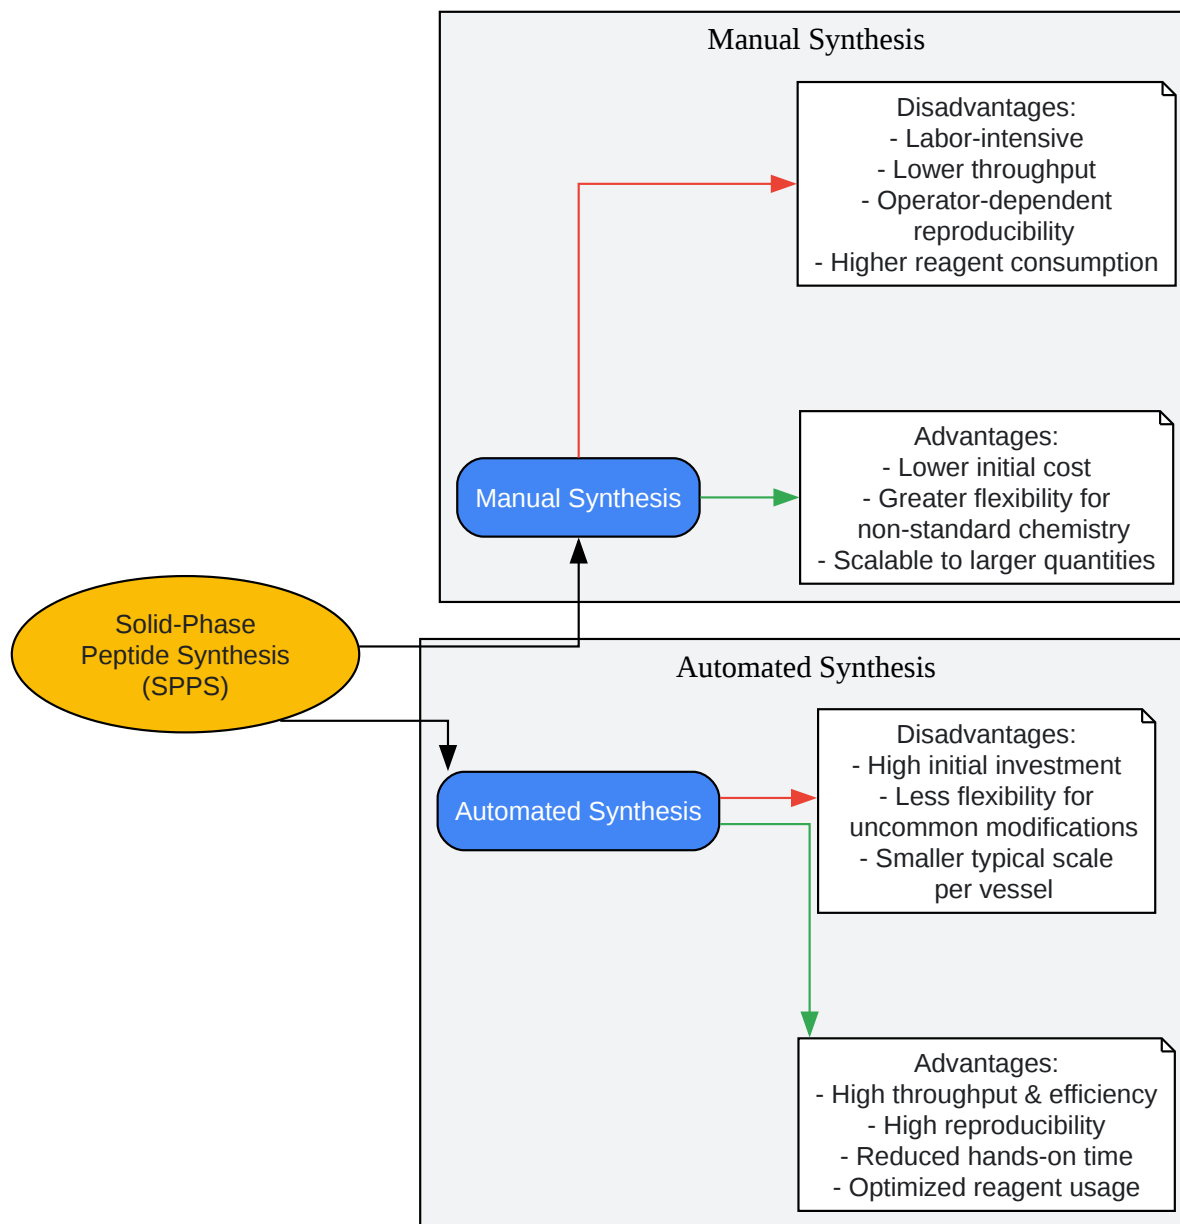 Manual Synthesis
Disadvantages:
- Labor-intensive
- Lower throughput
- Operator-dependent
reproducibility
- Higher reagent consumption
Advantages:
- Lower initial cost
- Greater flexibility for
non-standard chemistry
- Scalable to larger quantities
Manual Synthesis
Solid-Phase
Peptide Synthesis
(SPPS)
Automated Synthesis
Disadvantages:
- High initial investment
- Less flexibility for
uncommon modifications
- Smaller typical scale
per vessel
Automated Synthesis
Advantages:
- High throughput & efficiency
- High reproducibility
- Reduced hands-on time
- Optimized reagent usage